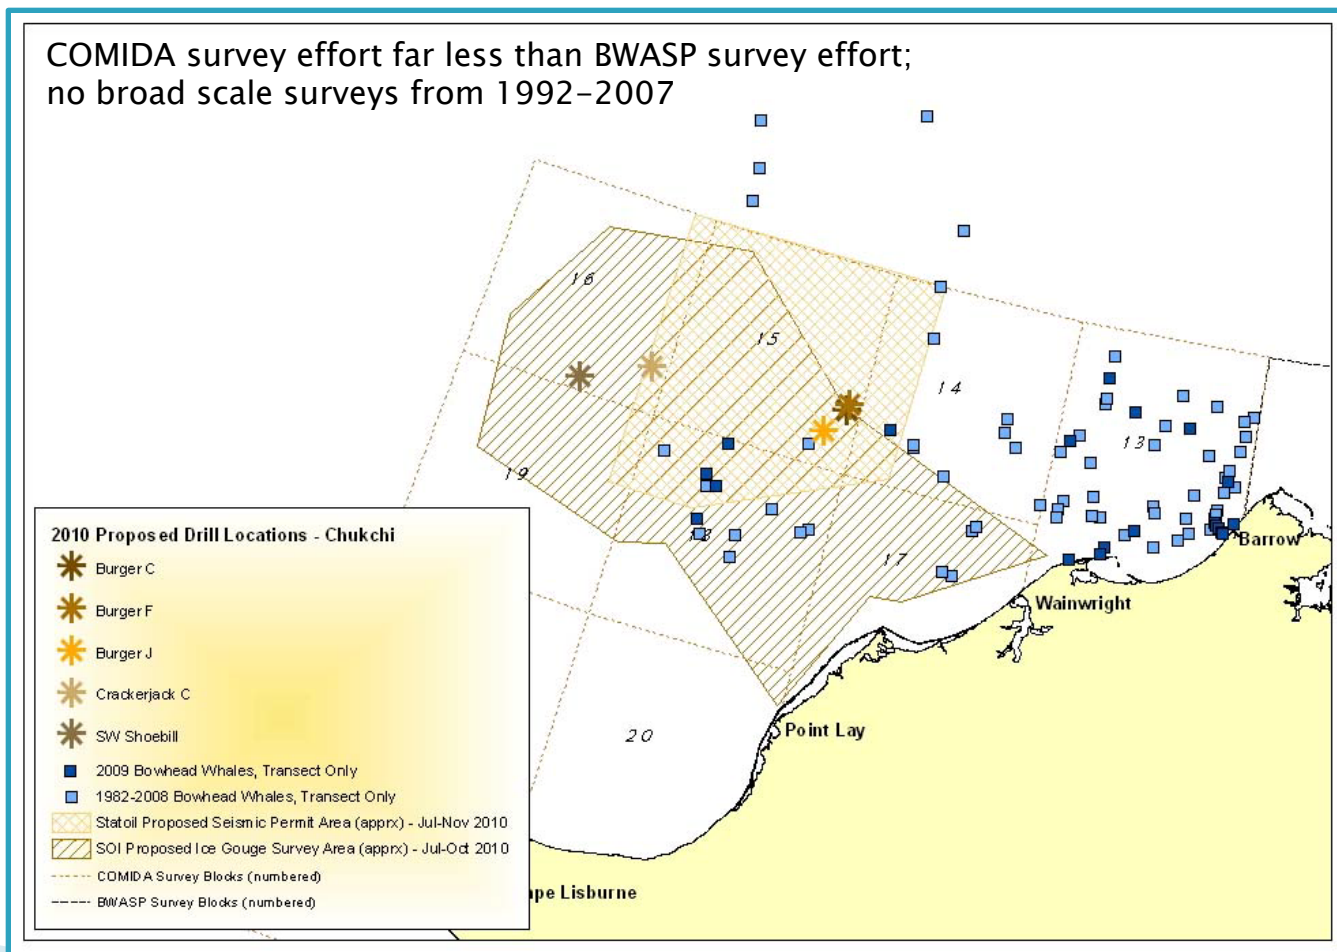 COMIDA survey effort far less than BWASP survey effort;
no broad scale surveys from 1992-2007
16
15
14
13
19
18
17
Barrow
Wainwright
Point Lay
20
ape Lisburne
2010 Proposed Drill Locations - Chukchi
Burger C
Burger F
Burger J
Crackerjack C
SW Shoebill
2009 Bowhead Whales, Transect Only
1982-2008 Bowhead Whales, Transect Only
Statoil Proposed Seismic Permit Area (apprx) - Jul-Nov 2010
SOI Proposed Ice Gouge Survey Area (apprx) - Jul-Oct 2010
COMIDA Survey Blocks (numbered)
BWASP Survey Blocks (numbered)